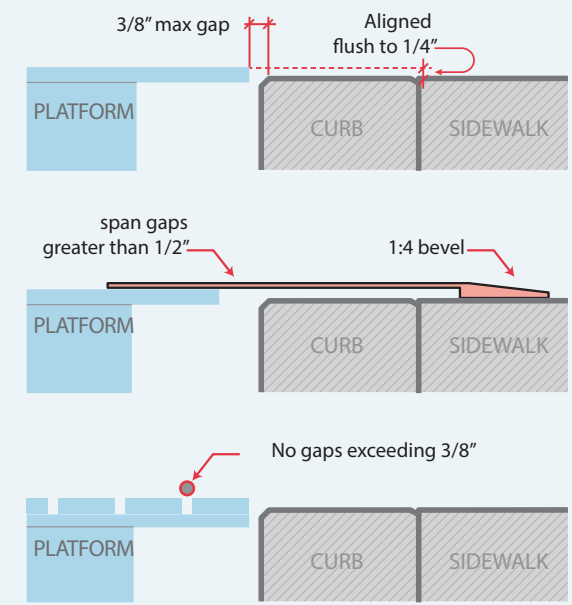 3/8” max gap
Aligned
flush to 1/4”
PLATFORM
CURB
SIDEWALK
span gaps
greater than 1/2”
1:4 bevel
PLATFORM
CURB
SIDEWALK
No gaps exceeding 3/8”
PLATFORM
CURB
SIDEWALK